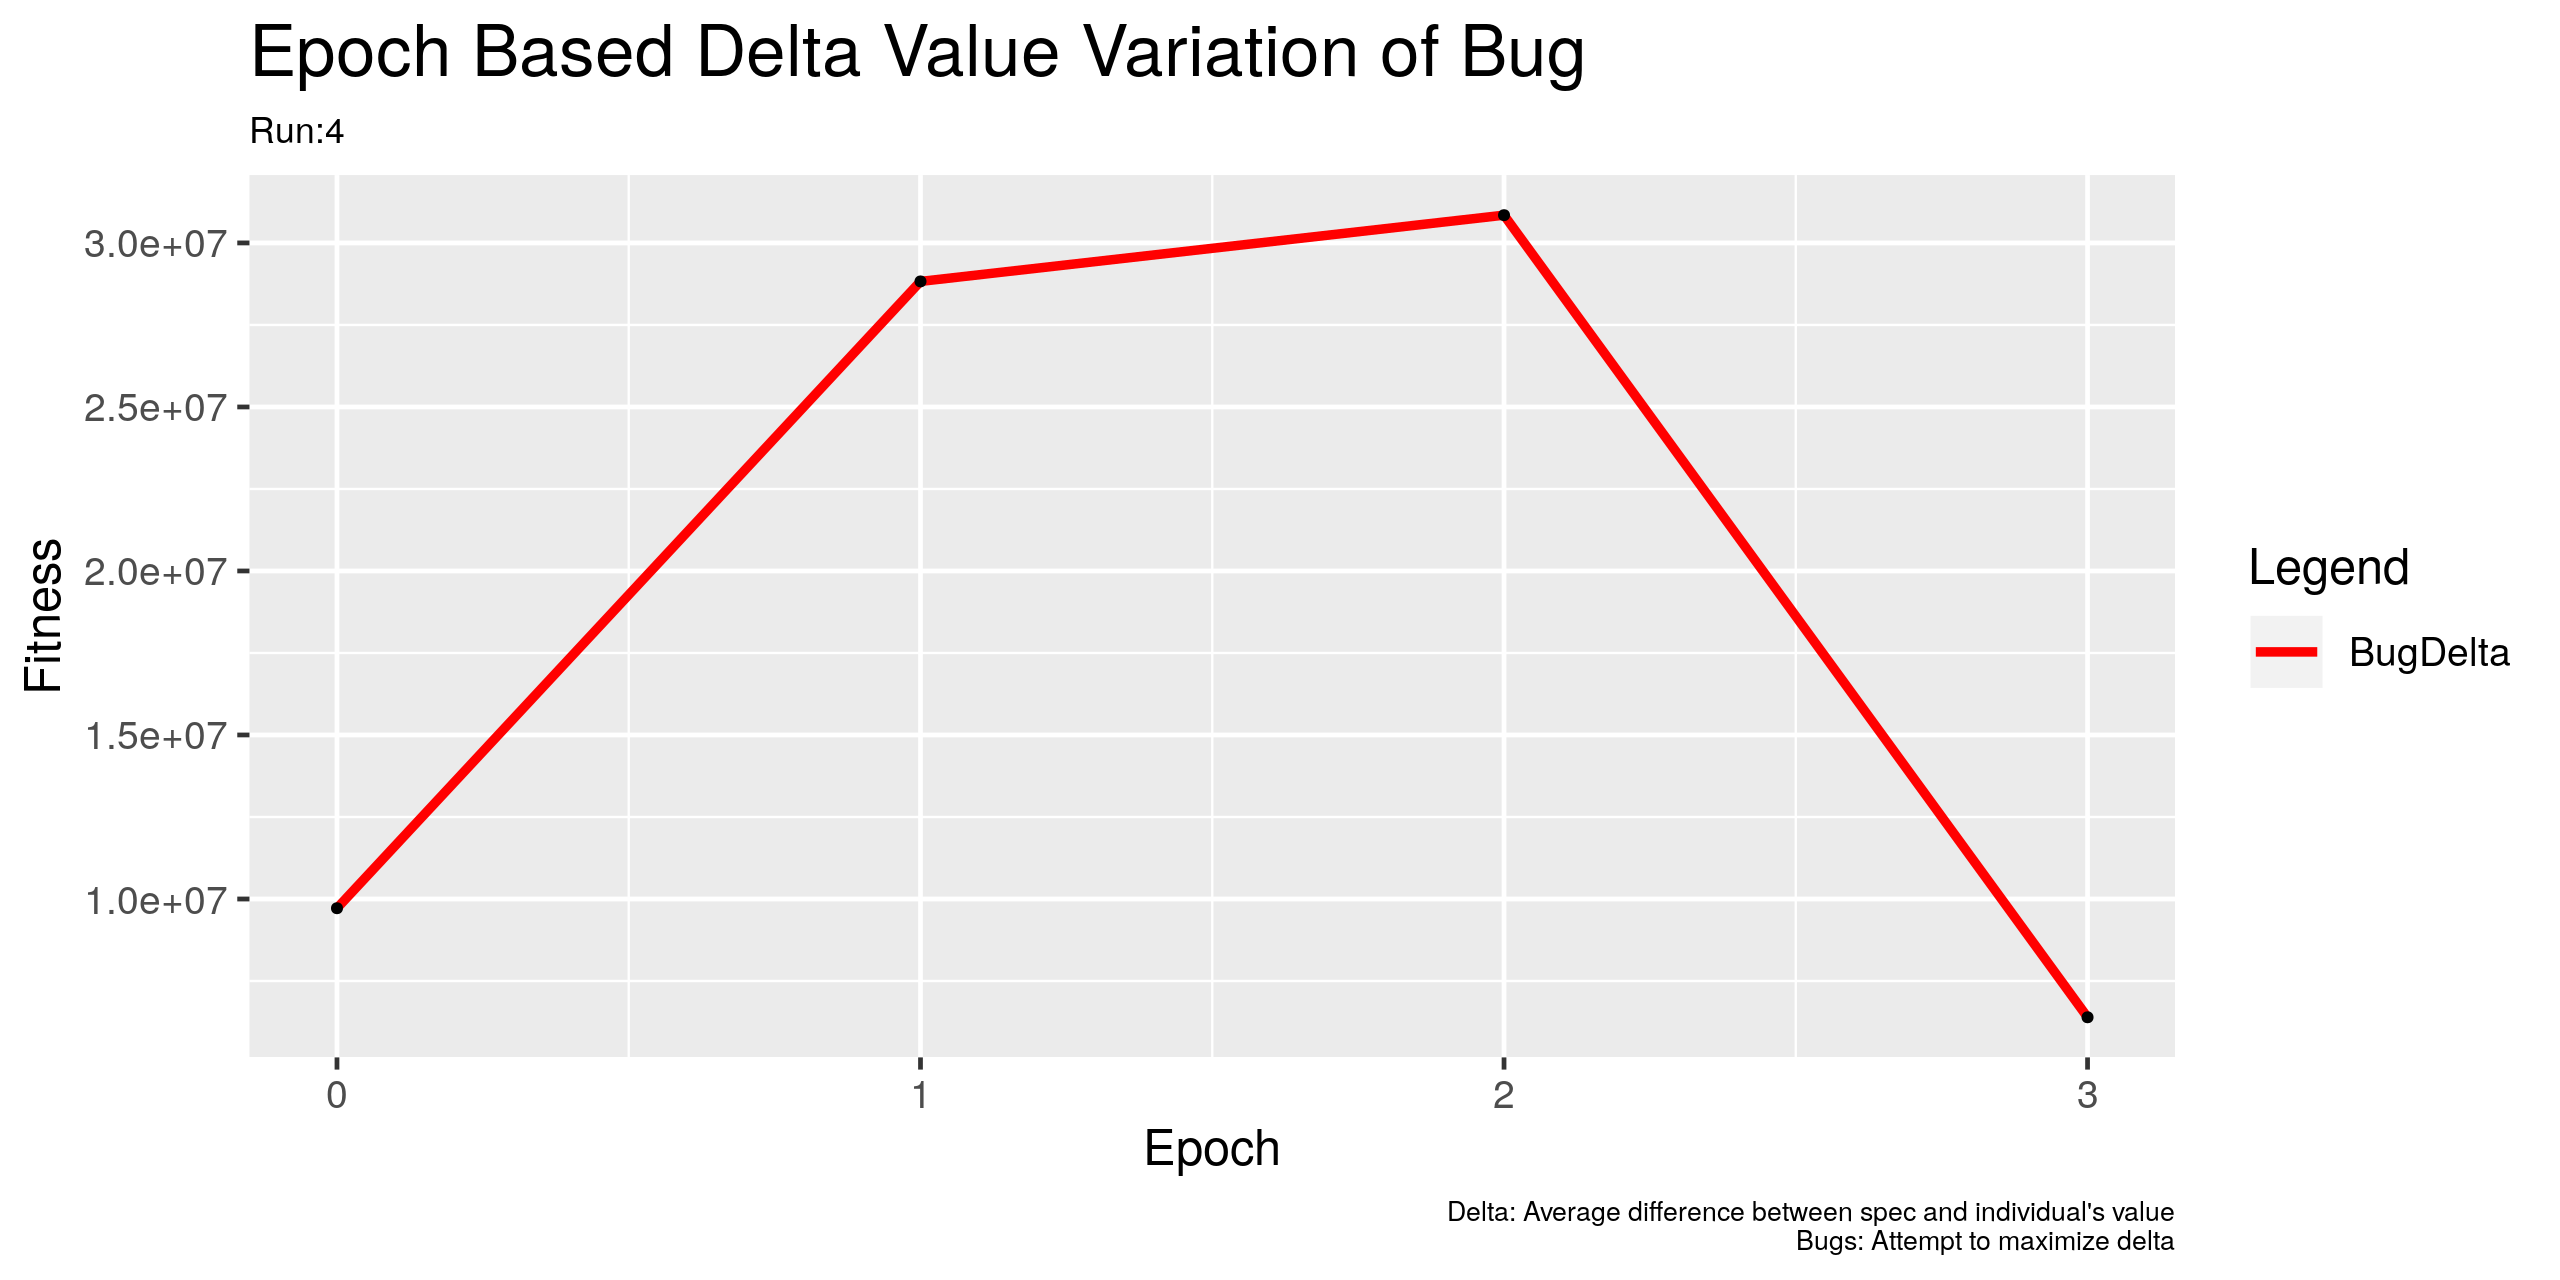 Epoch Based Delta Value Variation of Bug
Run:4
3.0e+07
2.5e+07
2.0e+07
1.5e+07
1.0e+07
Fitness
0 1 2 3
Epoch
Legend
BugDelta
Delta: Average difference between spec and individual's value
Bugs: Attempt to maximize delta